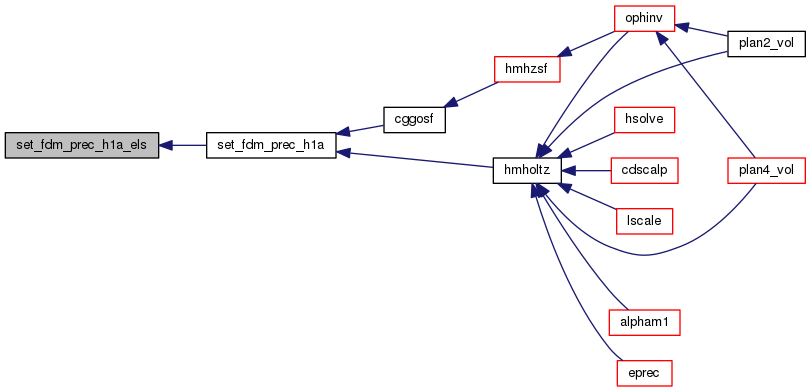 set_fdm_prec_h1a_els
set_fdm_prec_h1a
cggosf
hmhzsf
ophinv
plan2_vol
hmholtz
hsolve
cdscalp
lscale
plan4_vol
alpham1
eprec